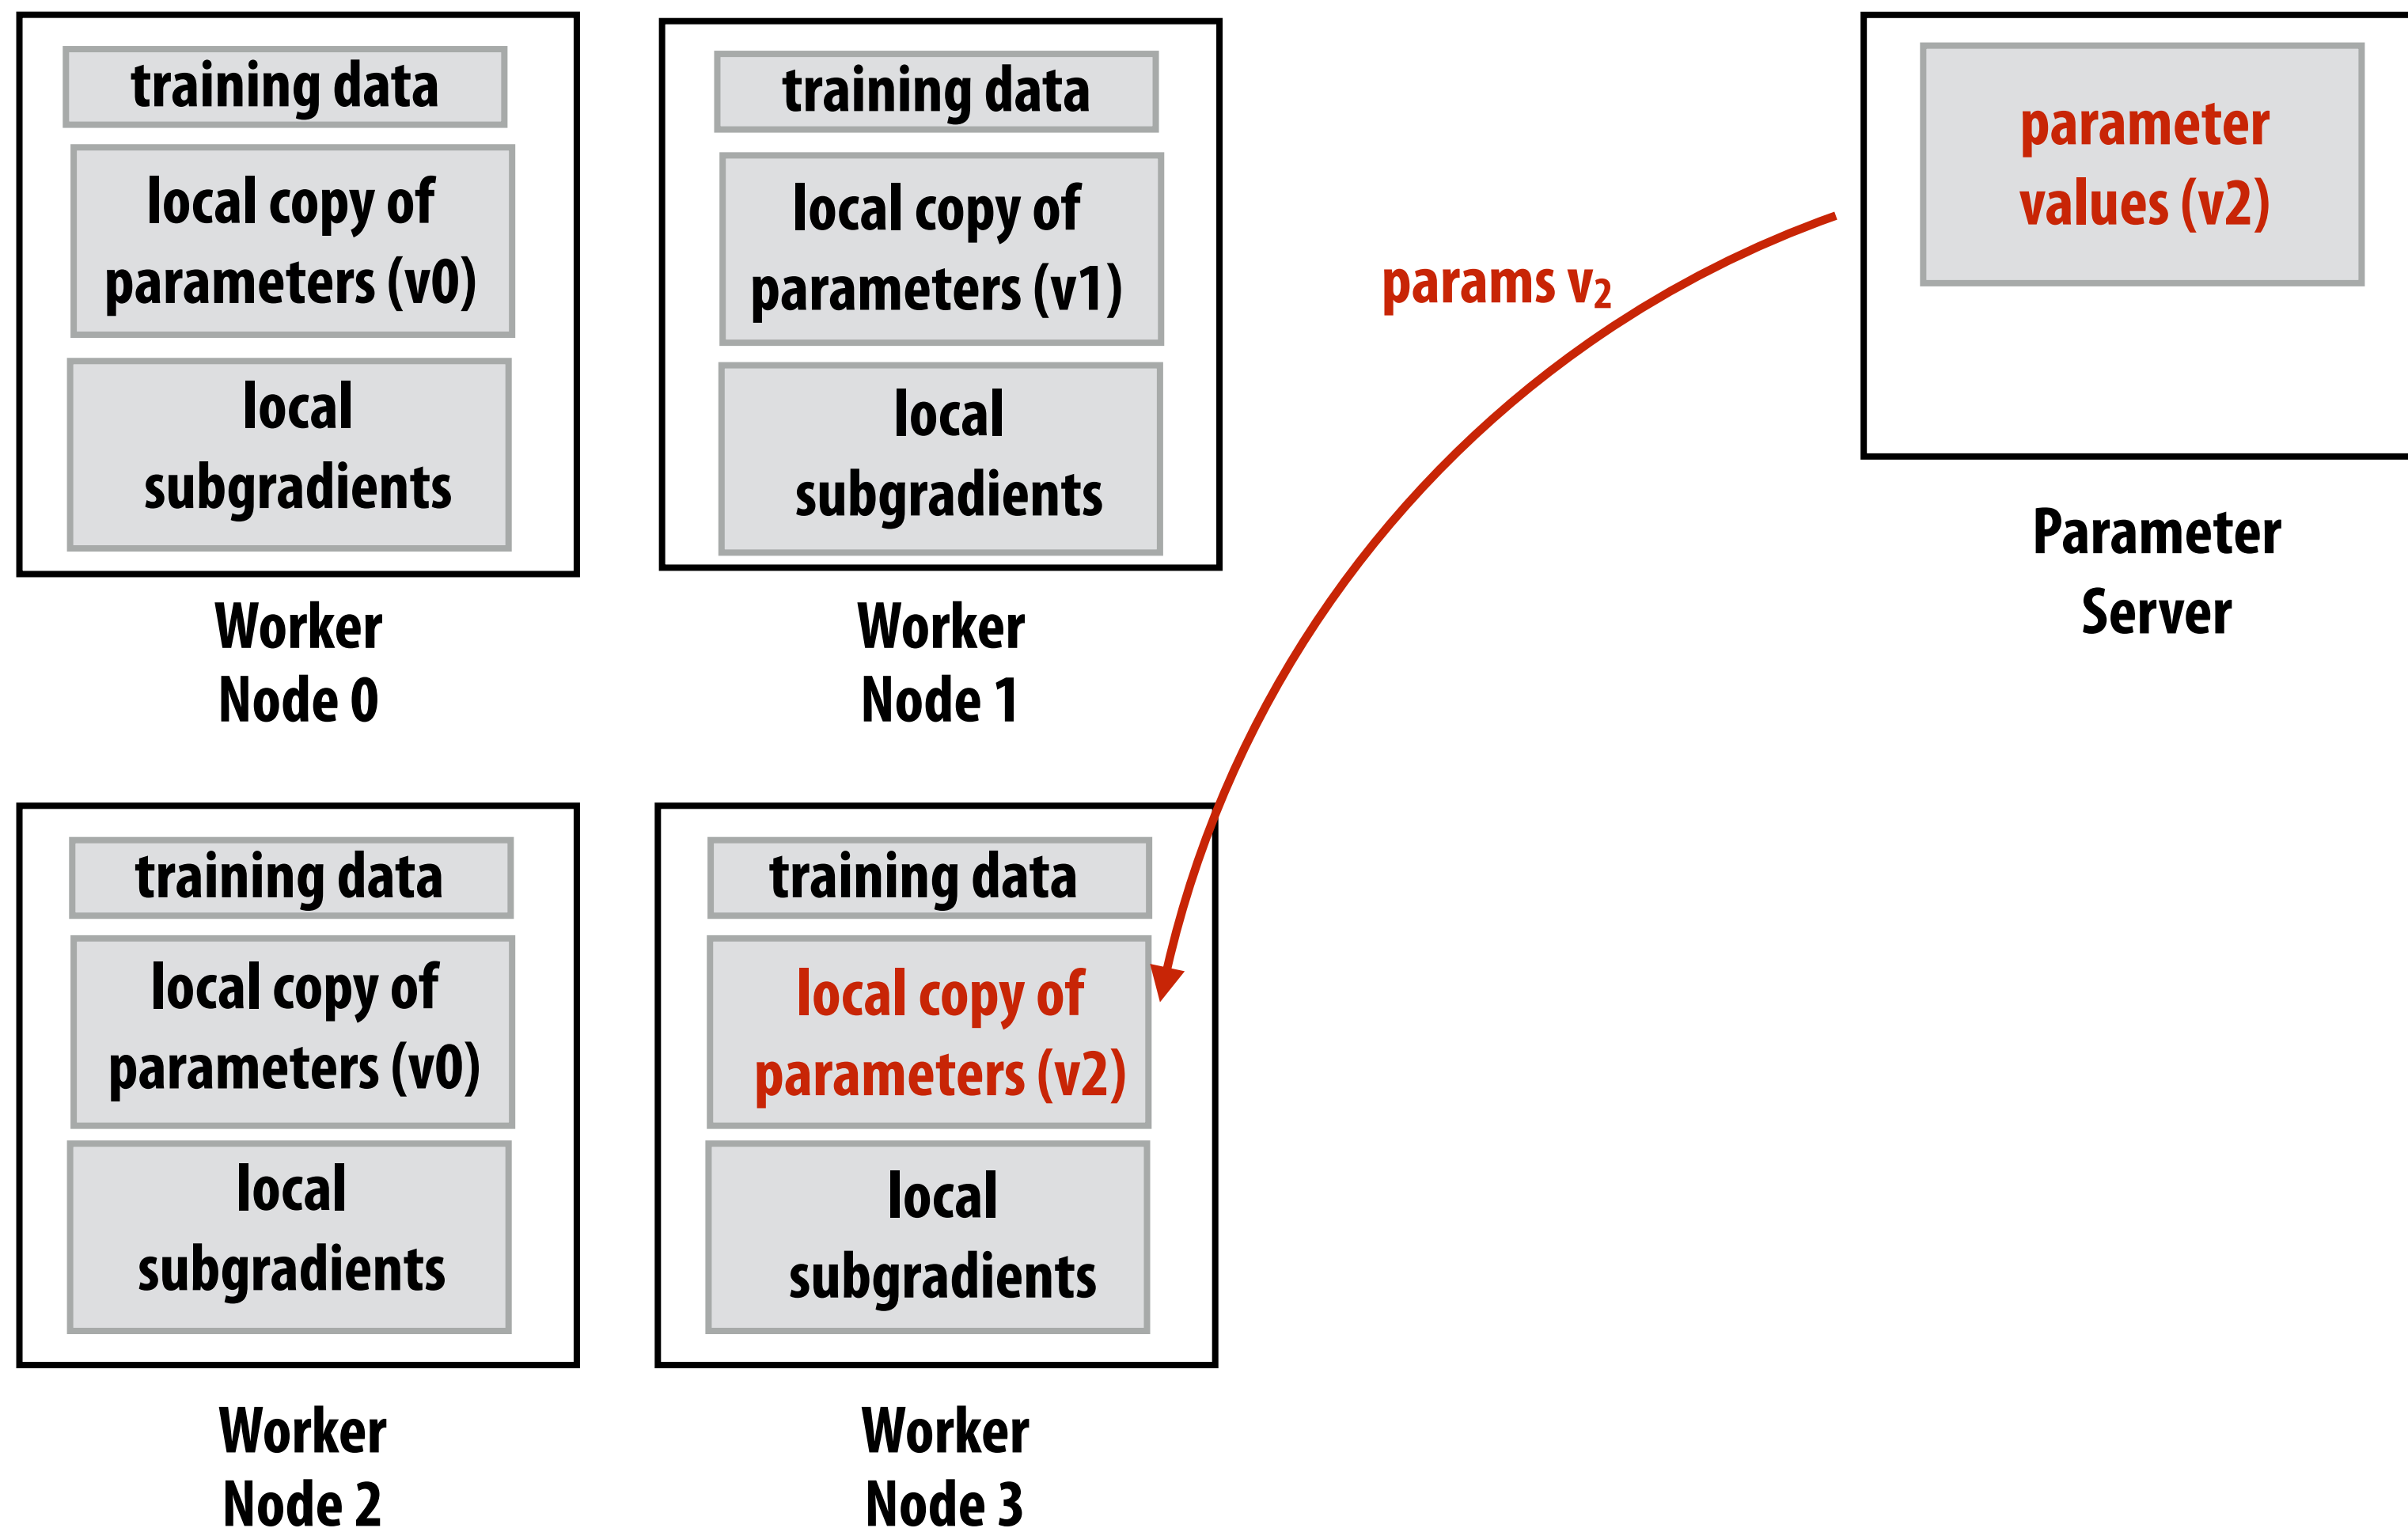 training data
local copy of
parameters (v0)
local
subgradients
Worker
Node 0
training data
local copy of
parameters (v1)
local
subgradients
Worker
Node 1
params v₂
parameter
values (v2)
Parameter
Server
training data
local copy of
parameters (v0)
local
subgradients
Worker
Node 2
training data
local copy of
parameters (v2)
local
subgradients
Worker
Node 3